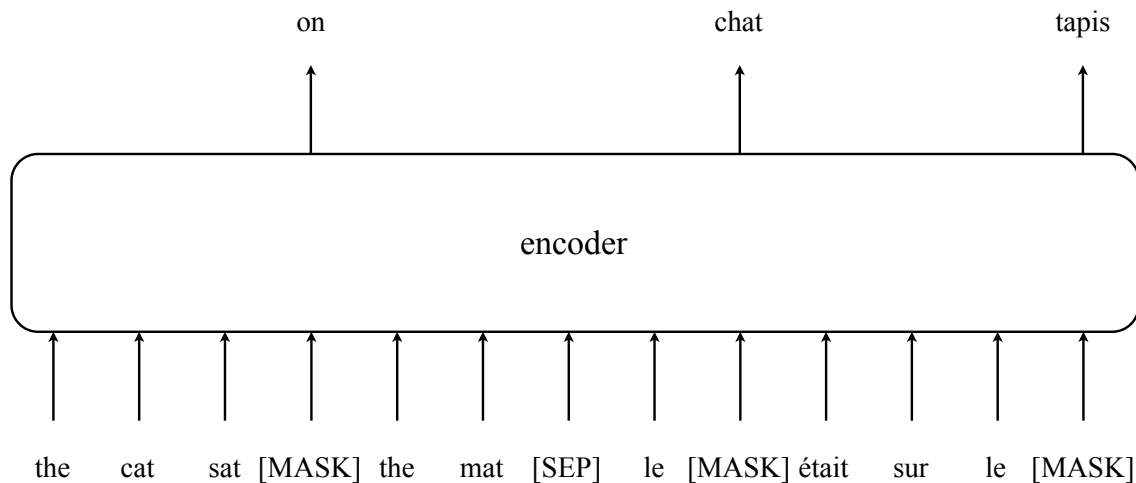 on chat tapis
encoder
the cat sat [MASK] the mat [SEP] le [MASK] était sur le [MASK]